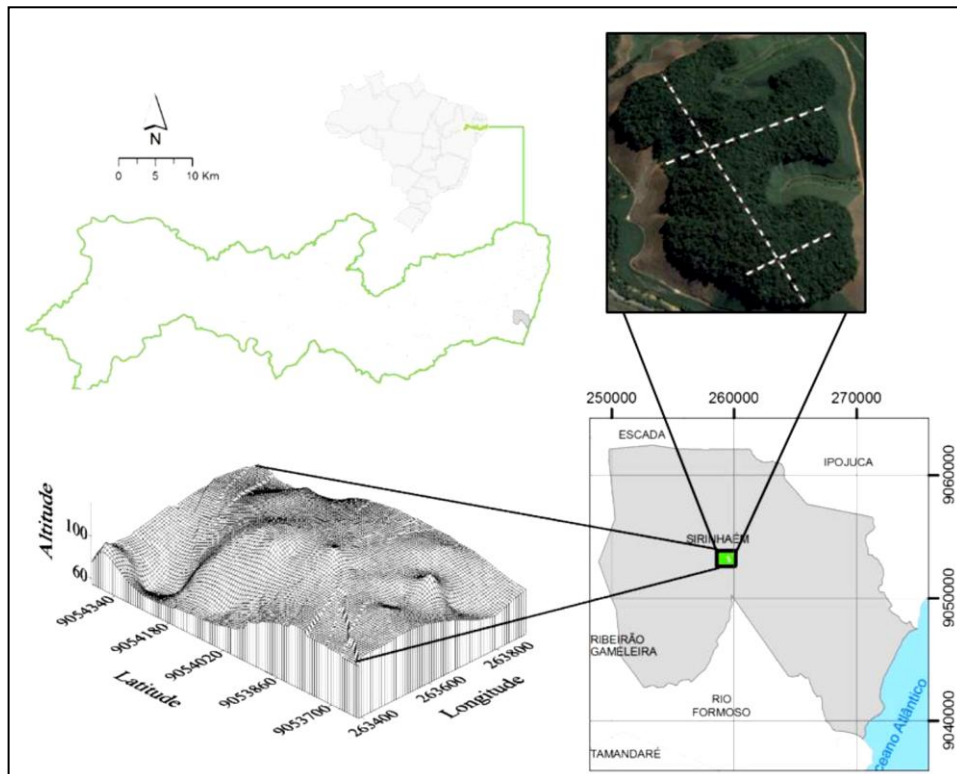 N
0 5 10 Km
250000 260000 270000
ESCADA
IPOJUCA
9060000
SIRINHAÉM
9050000
RIBEIRÃO
GAMELEIRA
RIO
FORMOSO
TAMANDARÉ
9040000
ceano Atlântico
Altitude
100
60
9054340
9054180
9054020
9053860
9053700
Latitude
263400
263600
263800
Longitude